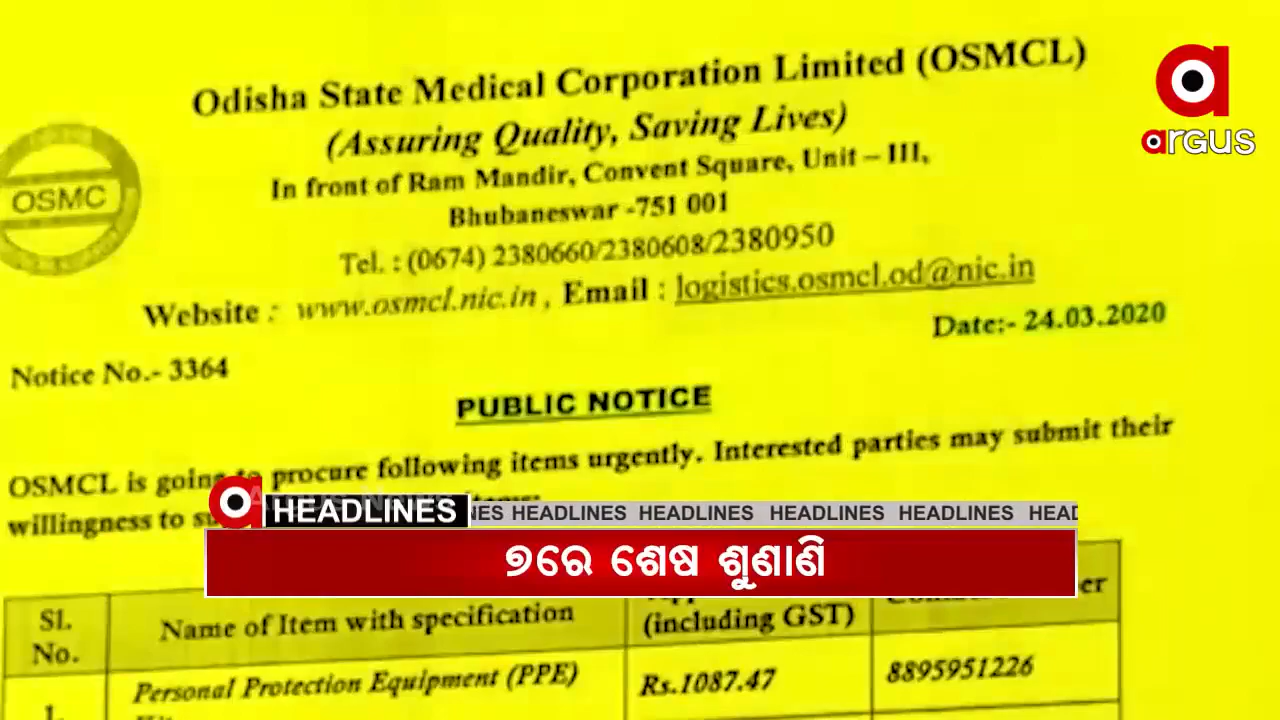 Odisha State Medical Corporation Limited (OSMCL)
(Assuring Quality, Saving Lives)
In front of Ram Mandir, Convent Square, Unit – III,
Bhubaneswar -751 001
Tel. : (0674) 2380660/2380608/2380950
Website : www.osmcl.nic.in, Email : logistics.osmcl.od@nic.in
Date:- 24.03.2020
Notice No.- 3364
PUBLIC NOTICE
OSMCL is going to procure following items urgently. Interested parties may submit their
willingness to
Sl. No.
Name of Item with specification
(including GST)
1.
Personal Protection Equipment (PPE)
Rs.1087.47
8895951226
OSMC
argus
HEADLINES
HEADLINES HEADLINES HEADLINES HEADLINES
୭ରେ ଶେଷ ଶୁଣାଣି